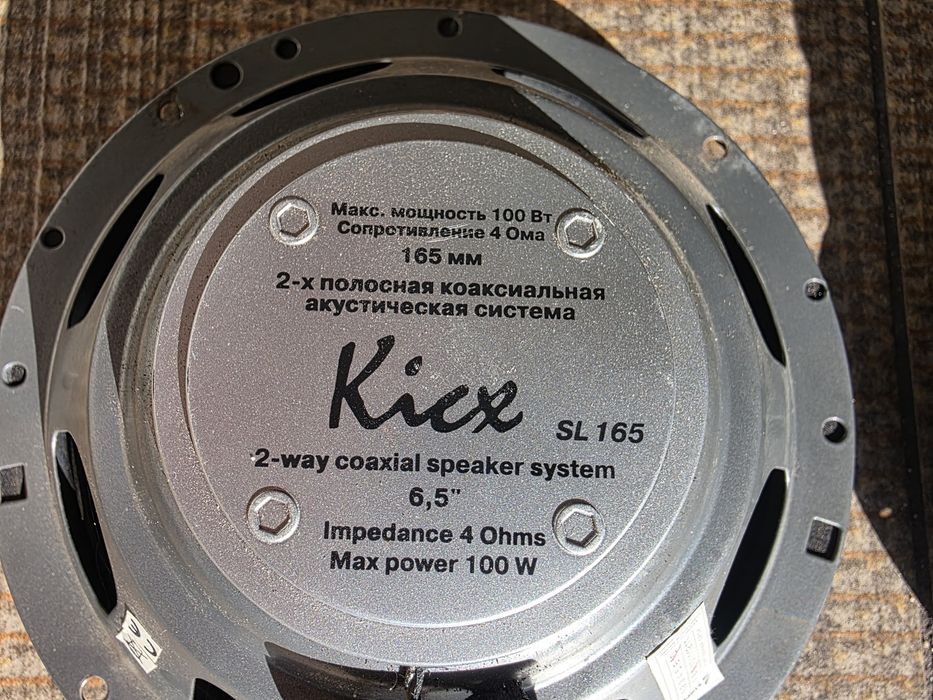 Макс. мощность 100 Вт
Сопротивление 4 Ома
165 мм
2-х полосная коаксиальная
акустическая система
Kicx
SL 165
2-way coaxial speaker system
6,5"
Impedance 4 Ohms
Max power 100 W